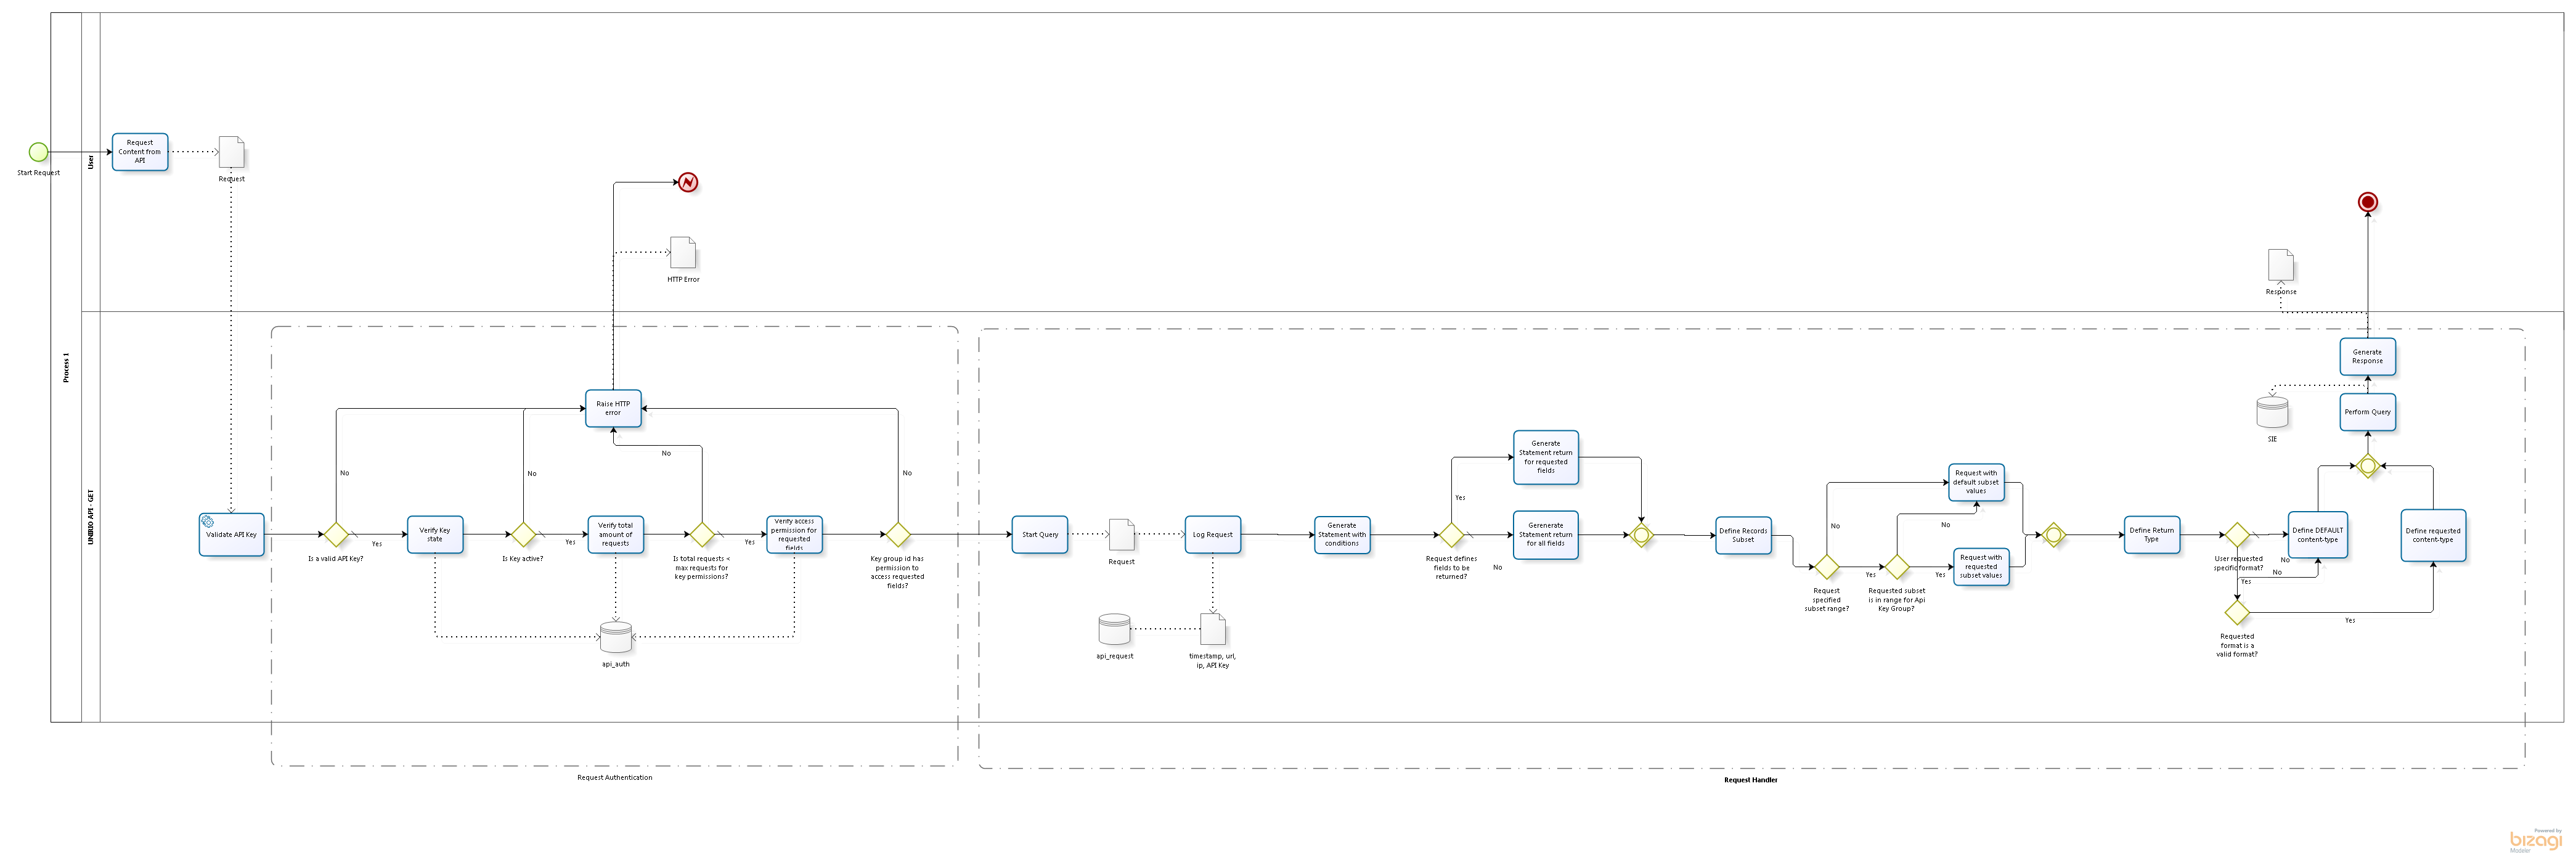 Process 1
User
UNIBIO API - GET
Start Request
Request
Content from
API
Request
HTTP Error
Response
Validate API Key
Is a valid API Key?
No
Yes
Verify Key
state
Is Key active?
No
Yes
Raise HTTP
error
Verify total
amount of
requests
Is total requests <
max requests for
key permissions?
No
Yes
Verify access
permission for
requested
fields
Key group id has
permission to
access requested
fields?
No
api_auth
Request Authentication
Start Query
Request
Log Request
api_request
timestamp, url,
ip, API Key
Generate
Statement with
conditions
Request defines
fields to be
returned?
Yes
No
Generate
Statement return
for requested
fields
Gerenerate
Statement return
for all fields
Define Records
Subset
Request
specified
subset range?
No
Yes
Requested subset
is in range for Api
Key Group?
No
Yes
Request with
default subset
values
Request with
requested
subset values
Define Return
Type
User requested
specific format?
No
Yes
No
Requested
format is a
valid format?
Yes
Define DEFAULT
content-type
Define requested
content-type
Perform Query
SIE
Generate
Response
Request Handler
Powered by
bizagi
Modeler